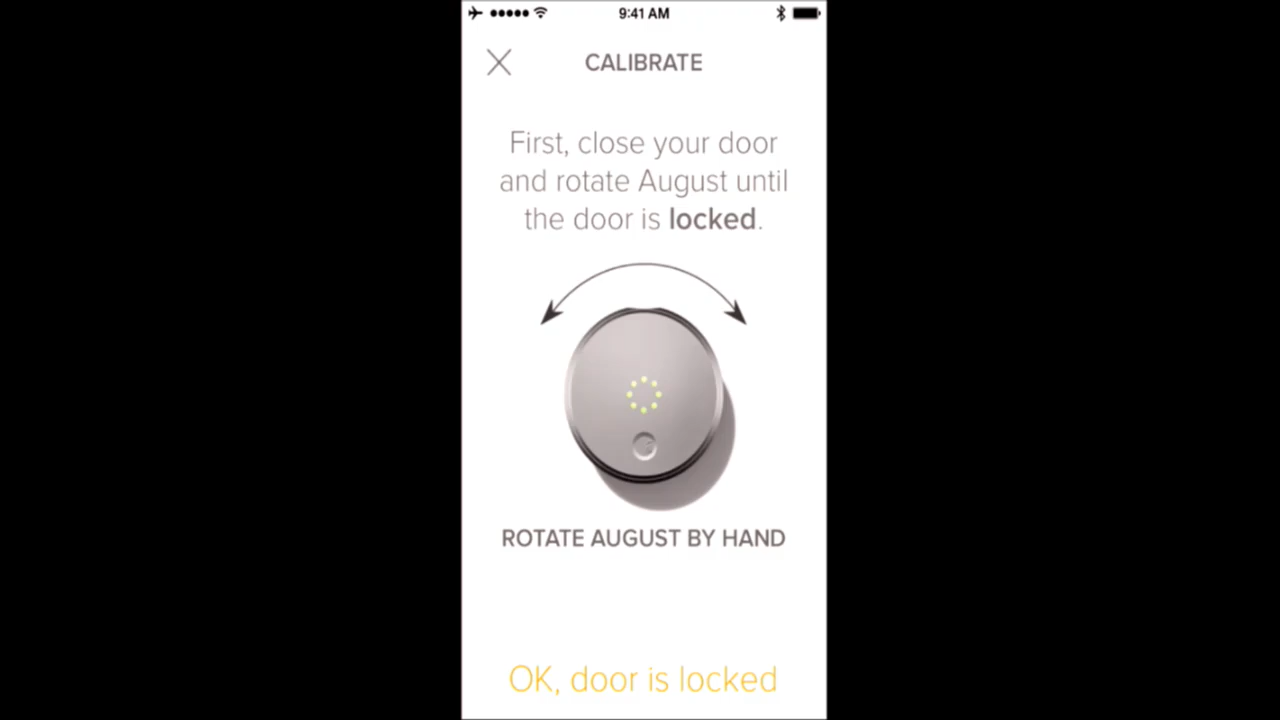 9:41 AM
CALIBRATE
First, close your door
and rotate August until
the door is locked.
ROTATE AUGUST BY HAND
OK, door is locked